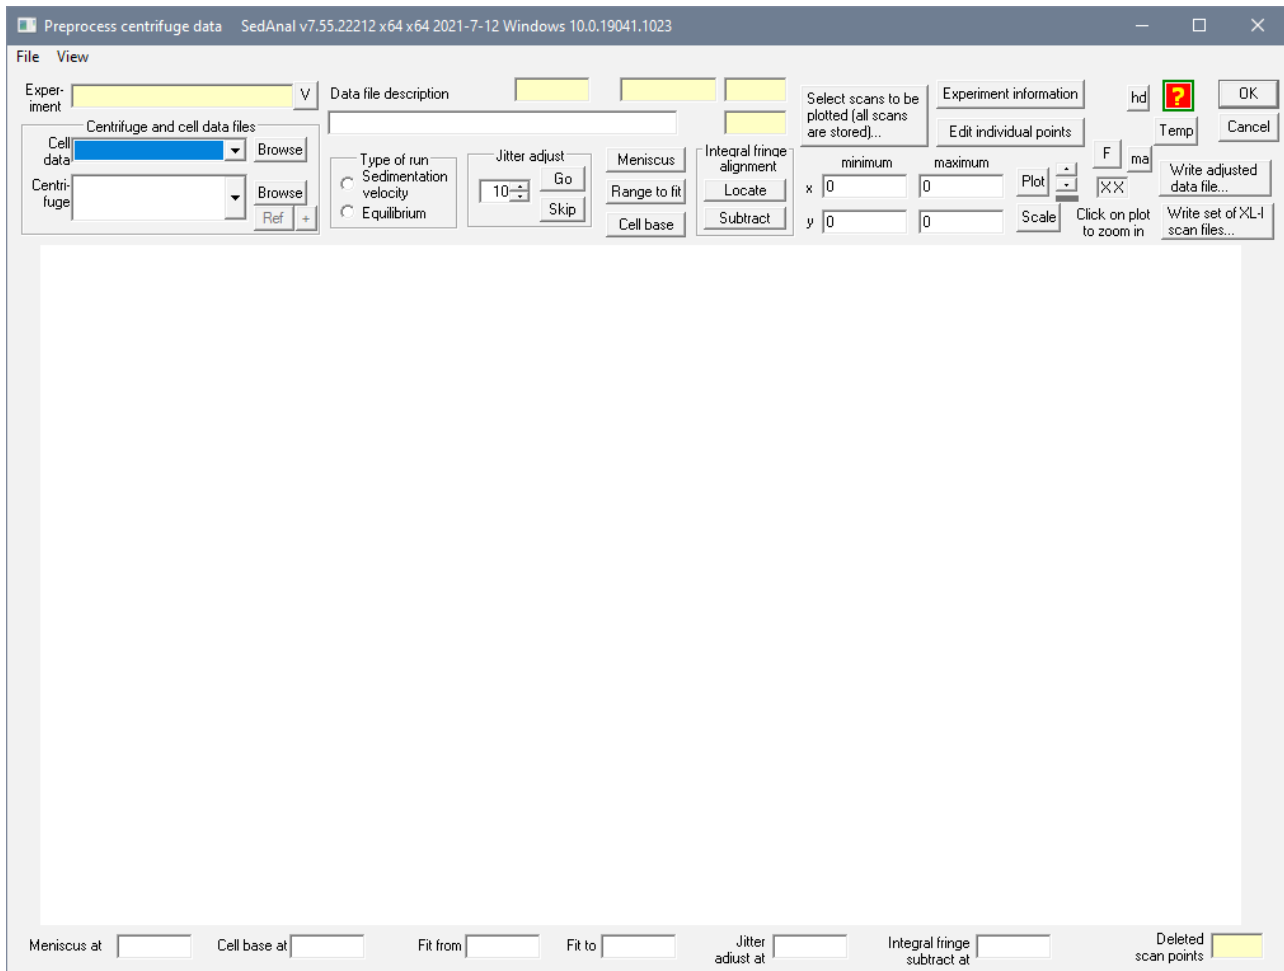 Preprocess centrifuge data SedAnal v7.55.22212 x64 x64 2021-7-12 Windows 10.0.19041.1023
File View
Exper-
iment
V
Data file description
Select scans to be
plotted (all scans
are stored)...
Experiment information
Edit individual points
hd
?
OK
Temp
Cancel
Centrifuge and cell data files
Cell
data
Browse
Centri-
fuge
Browse
Ref +
Type of run
Sedimentation
velocity
Equilibrium
Jitter adjust
10
Go
Skip
Meniscus
Range to fit
Cell base
Integral fringe
alignment
Locate
Subtract
minimum maximum
x 0 0
y 0 0
Plot
Scale
F
ma
XX
Click on plot
to zoom in
Write adjusted
data file...
Write set of XL-I
scan files...
Meniscus at
Cell base at
Fit from
Fit to
Jitter
adjust at
Integral fringe
subtract at
Deleted
scan points